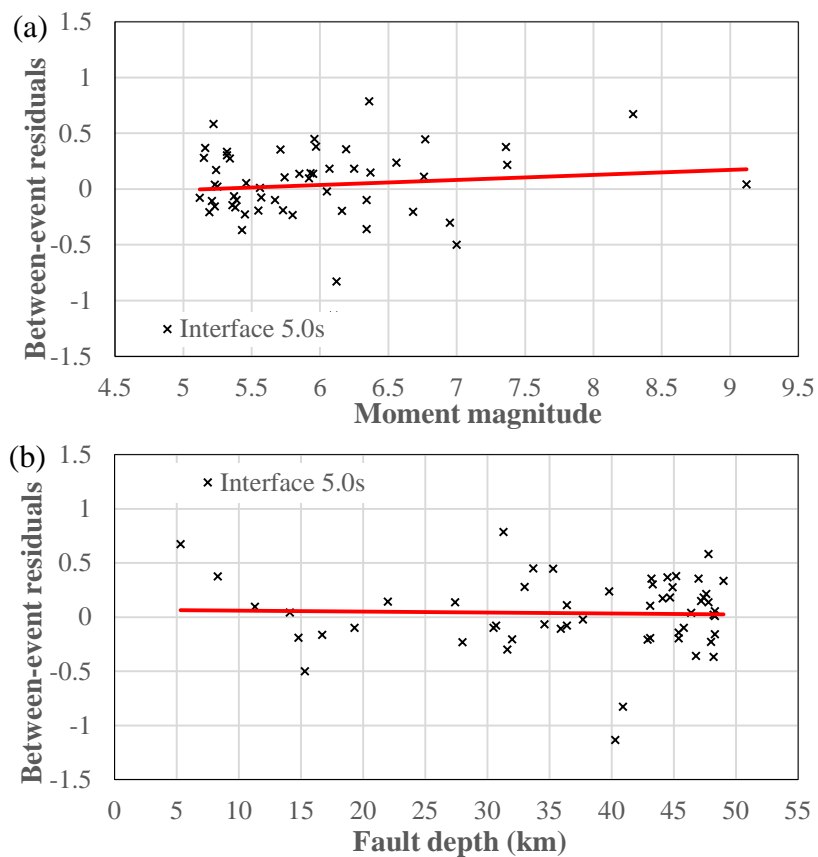 (a)
1.5
1
0.5
0
-0.5
-1
-1.5
Between-event residuals
Interface 5.0s
4.5 5 5.5 6 6.5 7 7.5 8 8.5 9 9.5
Moment magnitude
(b)
1.5
1
0.5
0
-0.5
-1
-1.5
Between-event residuals
Interface 5.0s
0 5 10 15 20 25 30 35 40 45 50 55
Fault depth (km)